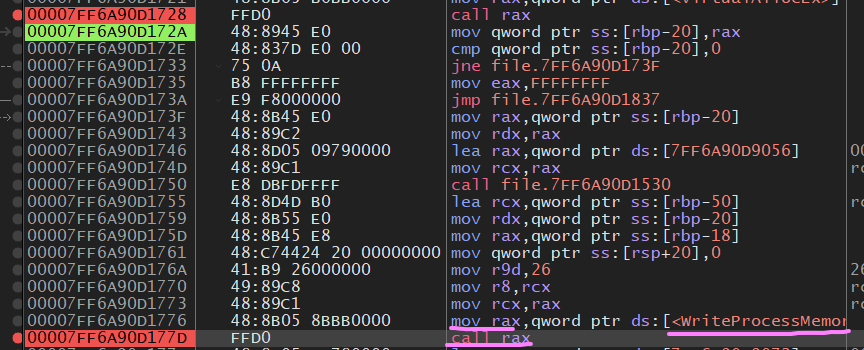 mov rax,qword ptr ds:[<VirtualAllocEx>]
00007FF6A90D1728 FFD0 call rax
00007FF6A90D172A 48:8945 E0 mov qword ptr ss:[rbp-20],rax
00007FF6A90D172E 48:837D E0 00 cmp qword ptr ss:[rbp-20],0
00007FF6A90D1733 75 0A jne file.7FF6A90D173F
00007FF6A90D1735 B8 FFFFFFFF mov eax,FFFFFFFF
00007FF6A90D173A E9 F8000000 jmp file.7FF6A90D1837
00007FF6A90D173F 48:8B45 E0 mov rax,qword ptr ss:[rbp-20]
00007FF6A90D1743 48:89C2 mov rdx,rax
00007FF6A90D1746 48:8D05 09790000 lea rax,qword ptr ds:[7FF6A90D9056] 00
00007FF6A90D174D 48:89C1 mov rcx,rax
00007FF6A90D1750 E8 DBFDFFFF call file.7FF6A90D1530
00007FF6A90D1755 48:8D4D B0 lea rcx,qword ptr ss:[rbp-50]
00007FF6A90D1759 48:8B55 E0 mov rdx,qword ptr ss:[rbp-20]
00007FF6A90D175D 48:8B45 E8 mov rax,qword ptr ss:[rbp-18]
00007FF6A90D1761 48:C74424 20 00000000 mov qword ptr ss:[rsp+20],0
00007FF6A90D176A 41:B9 26000000 mov r9d,26 26
00007FF6A90D1770 49:89C8 mov r8,rcx
00007FF6A90D1773 48:89C1 mov rcx,rax
00007FF6A90D1776 48:8B05 8BBB0000 mov rax,qword ptr ds:[<WriteProcessMemor
00007FF6A90D177D FFD0 call rax